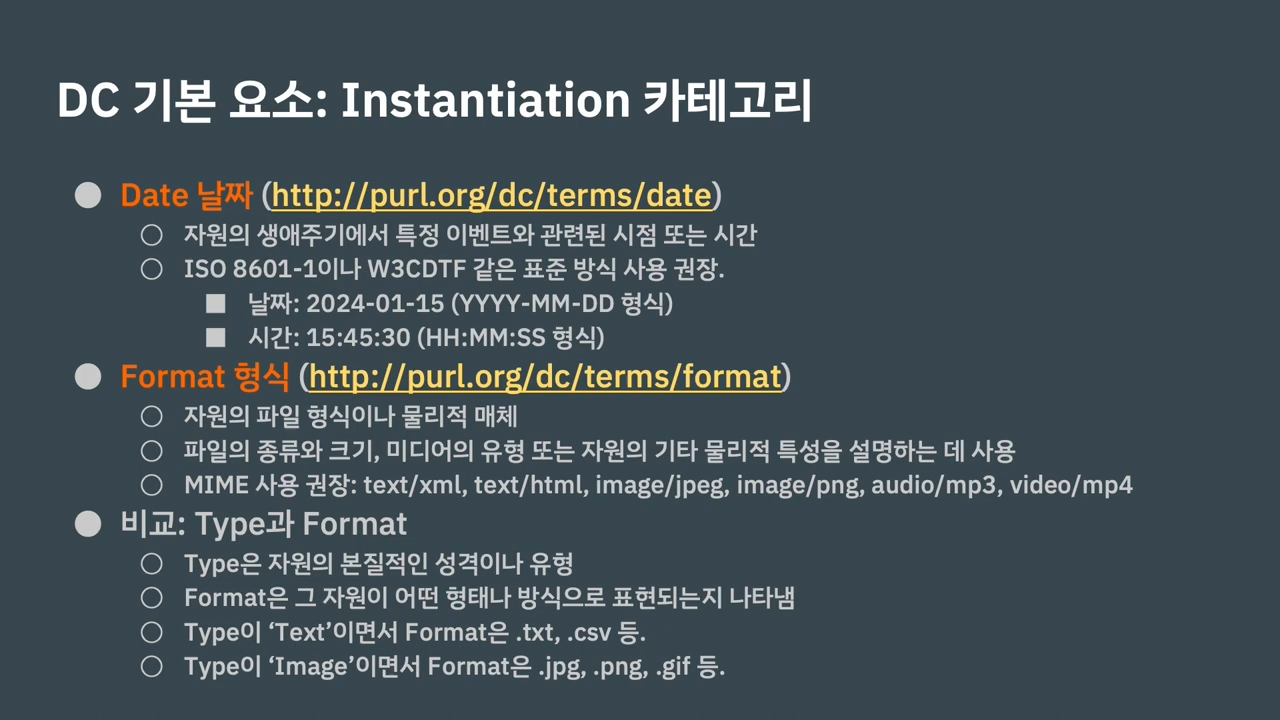 DC 기본 요소: Instantiation 카테고리
● Date 날짜 (http://purl.org/dc/terms/date)
○ 자원의 생애주기에서 특정 이벤트와 관련된 시점 또는 시간
○ ISO 8601-1이나 W3CDTF 같은 표준 방식 사용 권장.
■ 날짜: 2024-01-15 (YYYY-MM-DD 형식)
■ 시간: 15:45:30 (HH:MM:SS 형식)
● Format 형식 (http://purl.org/dc/terms/format)
○ 자원의 파일 형식이나 물리적 매체
○ 파일의 종류와 크기, 미디어의 유형 또는 자원의 기타 물리적 특성을 설명하는 데 사용
○ MIME 사용 권장: text/xml, text/html, image/jpeg, image/png, audio/mp3, video/mp4
● 비교: Type과 Format
○ Type은 자원의 본질적인 성격이나 유형
○ Format은 그 자원이 어떤 형태나 방식으로 표현되는지 나타냄
○ Type이 ‘Text’이면서 Format은 .txt, .csv 등.
○ Type이 ‘Image’이면서 Format은 .jpg, .png, .gif 등.